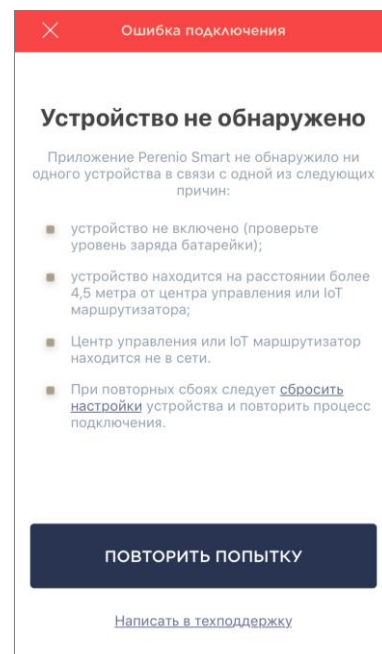 Ошибка подключения
Устройство не обнаружено
Приложение Perenio Smart не обнаружило ни
одного устройства в связи с одной из следующих
причин:
устройство не включено (проверьте
уровень заряда батарейки);
устройство находится на расстоянии более
4,5 метра от центра управления или IoT
маршрутизатора;
Центр управления или IoT маршрутизатор
находится не в сети.
При повторных сбоях следует сбросить
настройки устройства и повторить процесс
подключения.
ПОВТОРИТЬ ПОПЫТКУ
Написать в техподдержку